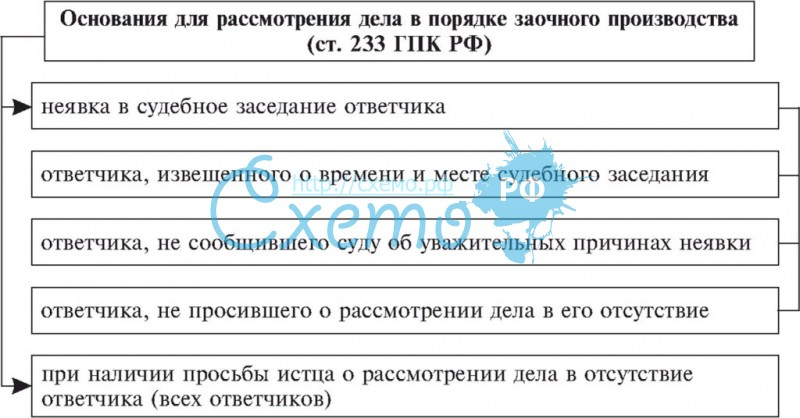 Основания для рассмотрения дела в порядке заочного производства
(ст. 233 ГПК РФ)
неявка в судебное заседание ответчика
ответчика, извещенного о времени и месте судебного заседания
http://схемо.рф
Схемо
РФ
ответчика, не сообщившего суду об уважительных причинах неявки
ответчика, не просившего о рассмотрении дела в его отсутствие
при наличии просьбы истца о рассмотрении дела в отсутствие
ответчика (всех ответчиков)